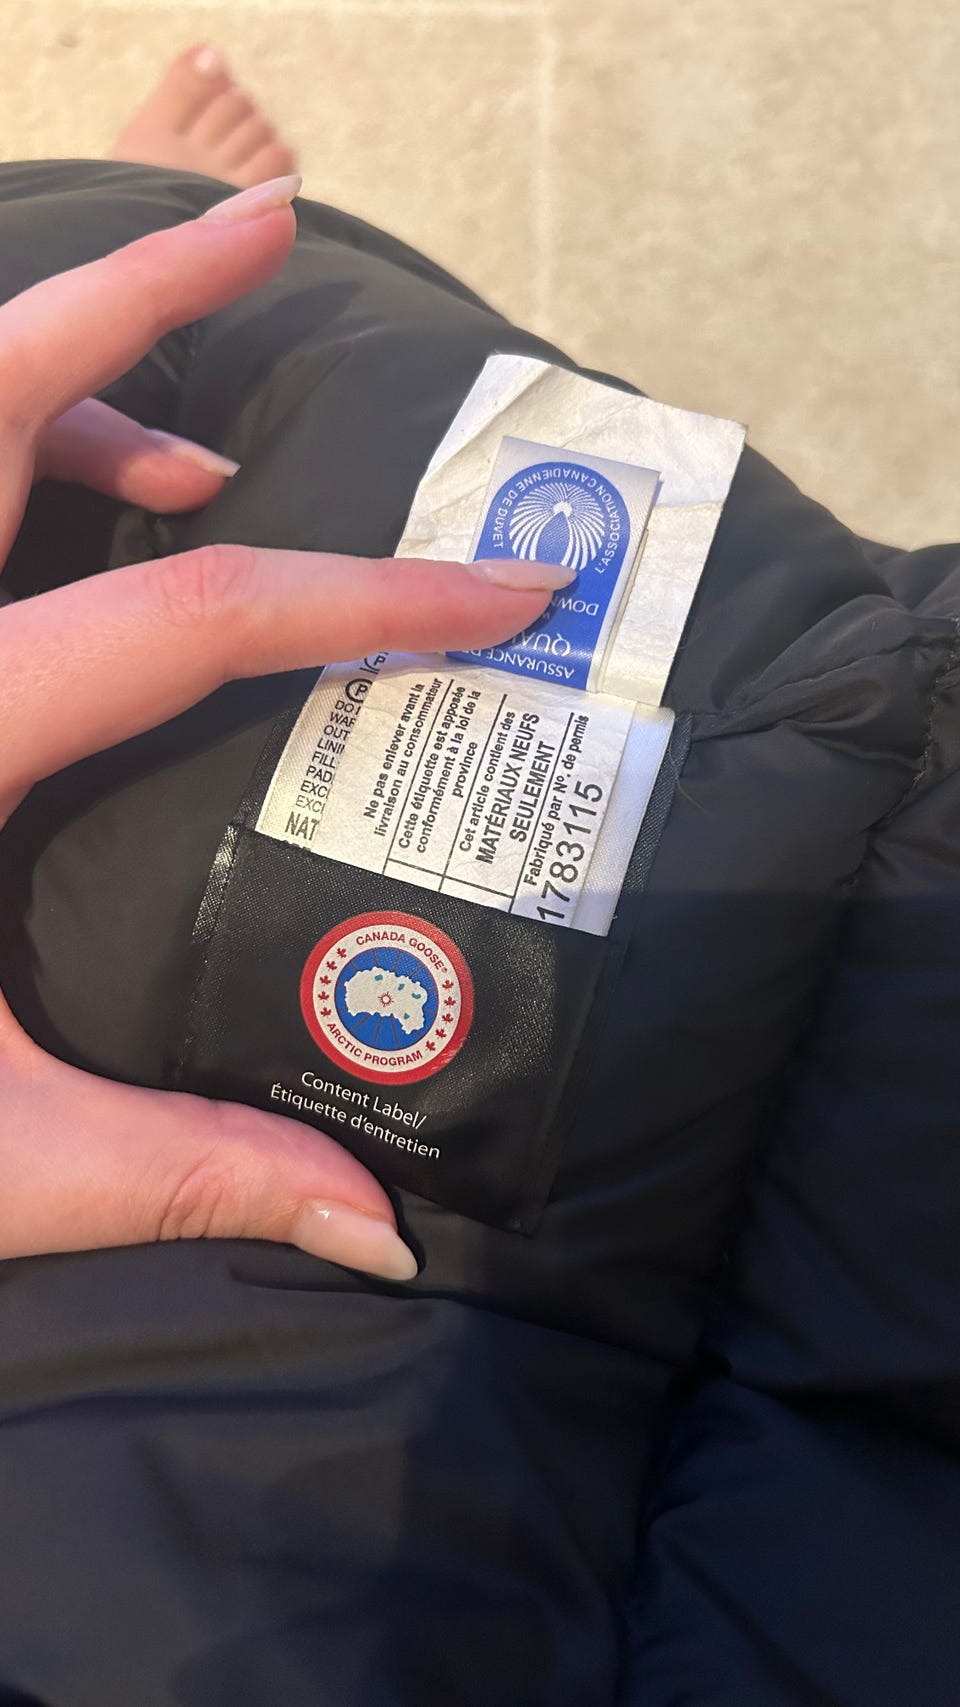 L'ASSOCIATION CANADIENNE DE DUVET
DOWN
ASSURANCE
Ne pas enlever avant la
livraison au consommateur
Cette étiquette est apposée
conformément à la loi de la
province
Cet article contient des
MATÉRIAUX NEUFS
SEULEMENT
Fabriqué par N°. de permis
1783115
CANADA GOOSE®
ARCTIC PROGRAM
Content Label/
Étiquette d'entretien